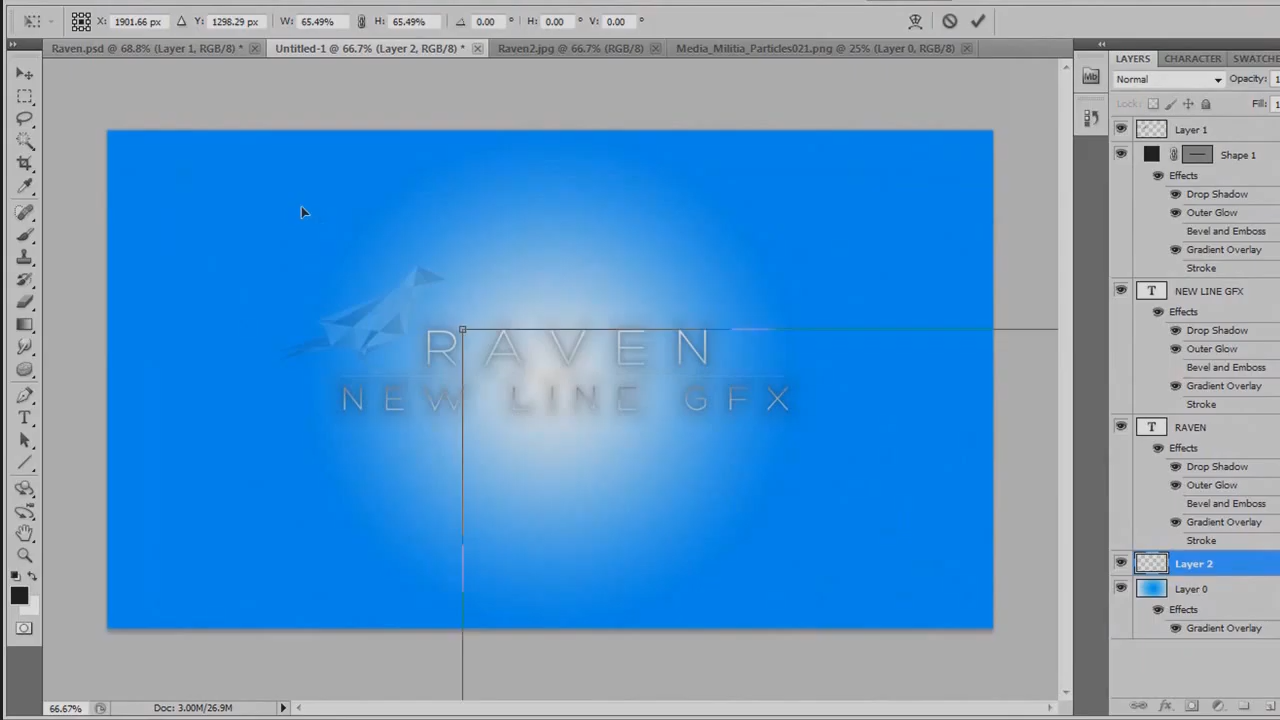 X: 1901.66 px Y: 1298.29 px W: 65.49% H: 65.49% 0.00 ° H: 0.00 ° V: 0.00 °
Raven.psd @ 68.8% (Layer 1, RGB/8) * Untitled-1 @ 66.7% (Layer 2, RGB/8) * Raven2.jpg @ 66.7% (RGB/8) Media_Militia_Particles021.png @ 25% (Layer 0, RGB/8)
LAYERS CHARACTER SWATCHE
Normal Opacity: 1
Lock: Fill:
Mb
Layer 1
Shape 1
Effects
Drop Shadow
Outer Glow
Bevel and Emboss
Gradient Overlay
Stroke
T NEW LINE GFX
Effects
Drop Shadow
Outer Glow
Bevel and Emboss
Gradient Overlay
Stroke
T RAVEN
Effects
Drop Shadow
Outer Glow
Bevel and Emboss
Gradient Overlay
Stroke
Layer 2
Layer 0
Effects
Gradient Overlay
RAVEN
NEW LINE GFX
66.67% Doc: 3.00M/26.9M